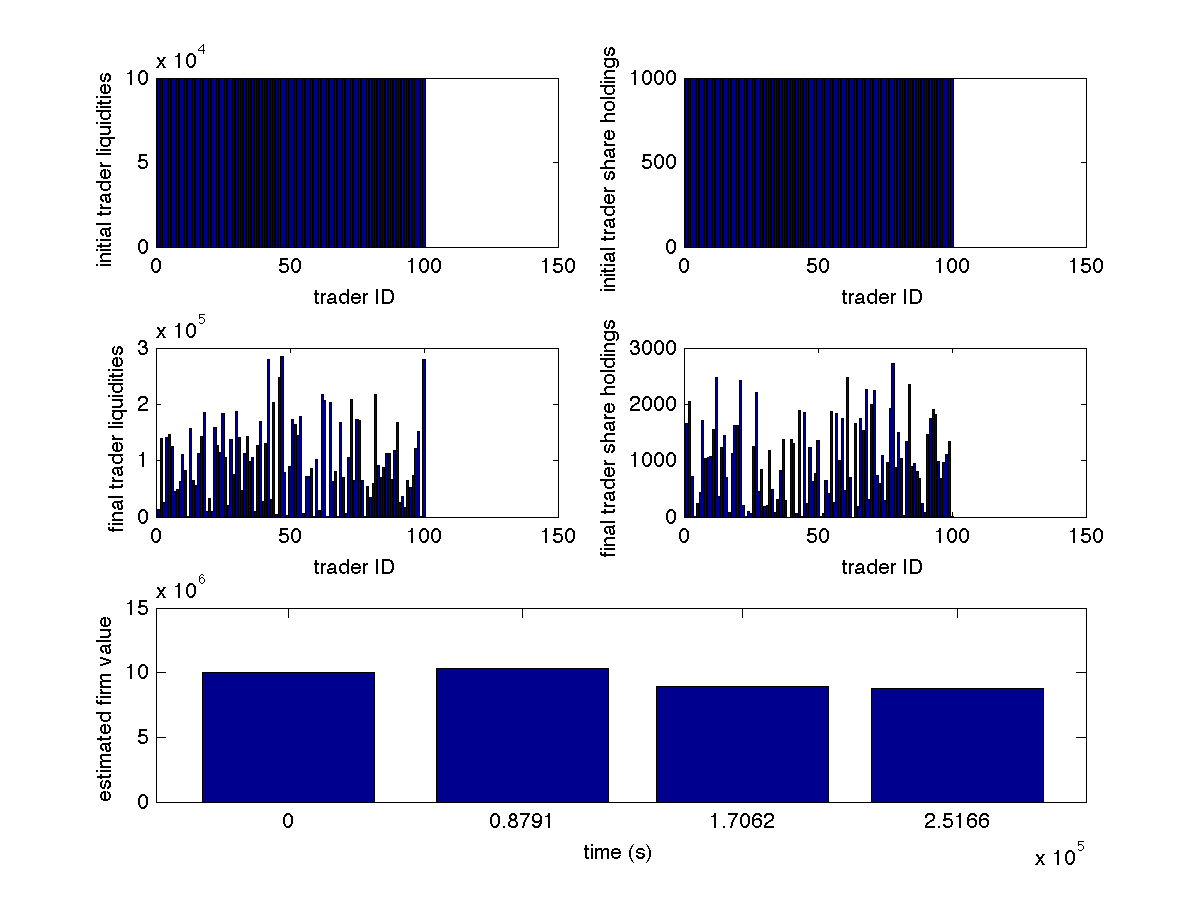 x 10^4
10
5
0
initial trader liquidities
0 50 100 150
trader ID
1000
500
0
initial trader share holdings
0 50 100 150
trader ID
x 10^5
3
2
1
0
final trader liquidities
0 50 100 150
trader ID
3000
2000
1000
0
final trader share holdings
0 50 100 150
trader ID
x 10^6
15
10
5
0
estimated firm value
0 0.8791 1.7062 2.5166
time (s)
x 10^5